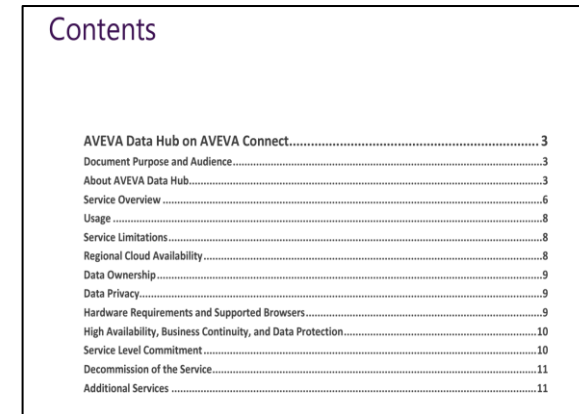 Contents
AVEVA Data Hub on AVEVA Connect.................................................................... 3
Document Purpose and Audience....................................................................................3
About AVEVA Data Hub..................................................................................................3
Service Overview ..........................................................................................................6
Usage ..........................................................................................................................8
Service Limitations........................................................................................................8
Regional Cloud Availability.............................................................................................8
Data Ownership............................................................................................................9
Data Privacy.................................................................................................................9
Hardware Requirements and Supported Browsers...........................................................9
High Availability, Business Continuity, and Data Protection.............................................10
Service Level Commitment...........................................................................................10
Decommission of the Service........................................................................................11
Additional Services .....................................................................................................11